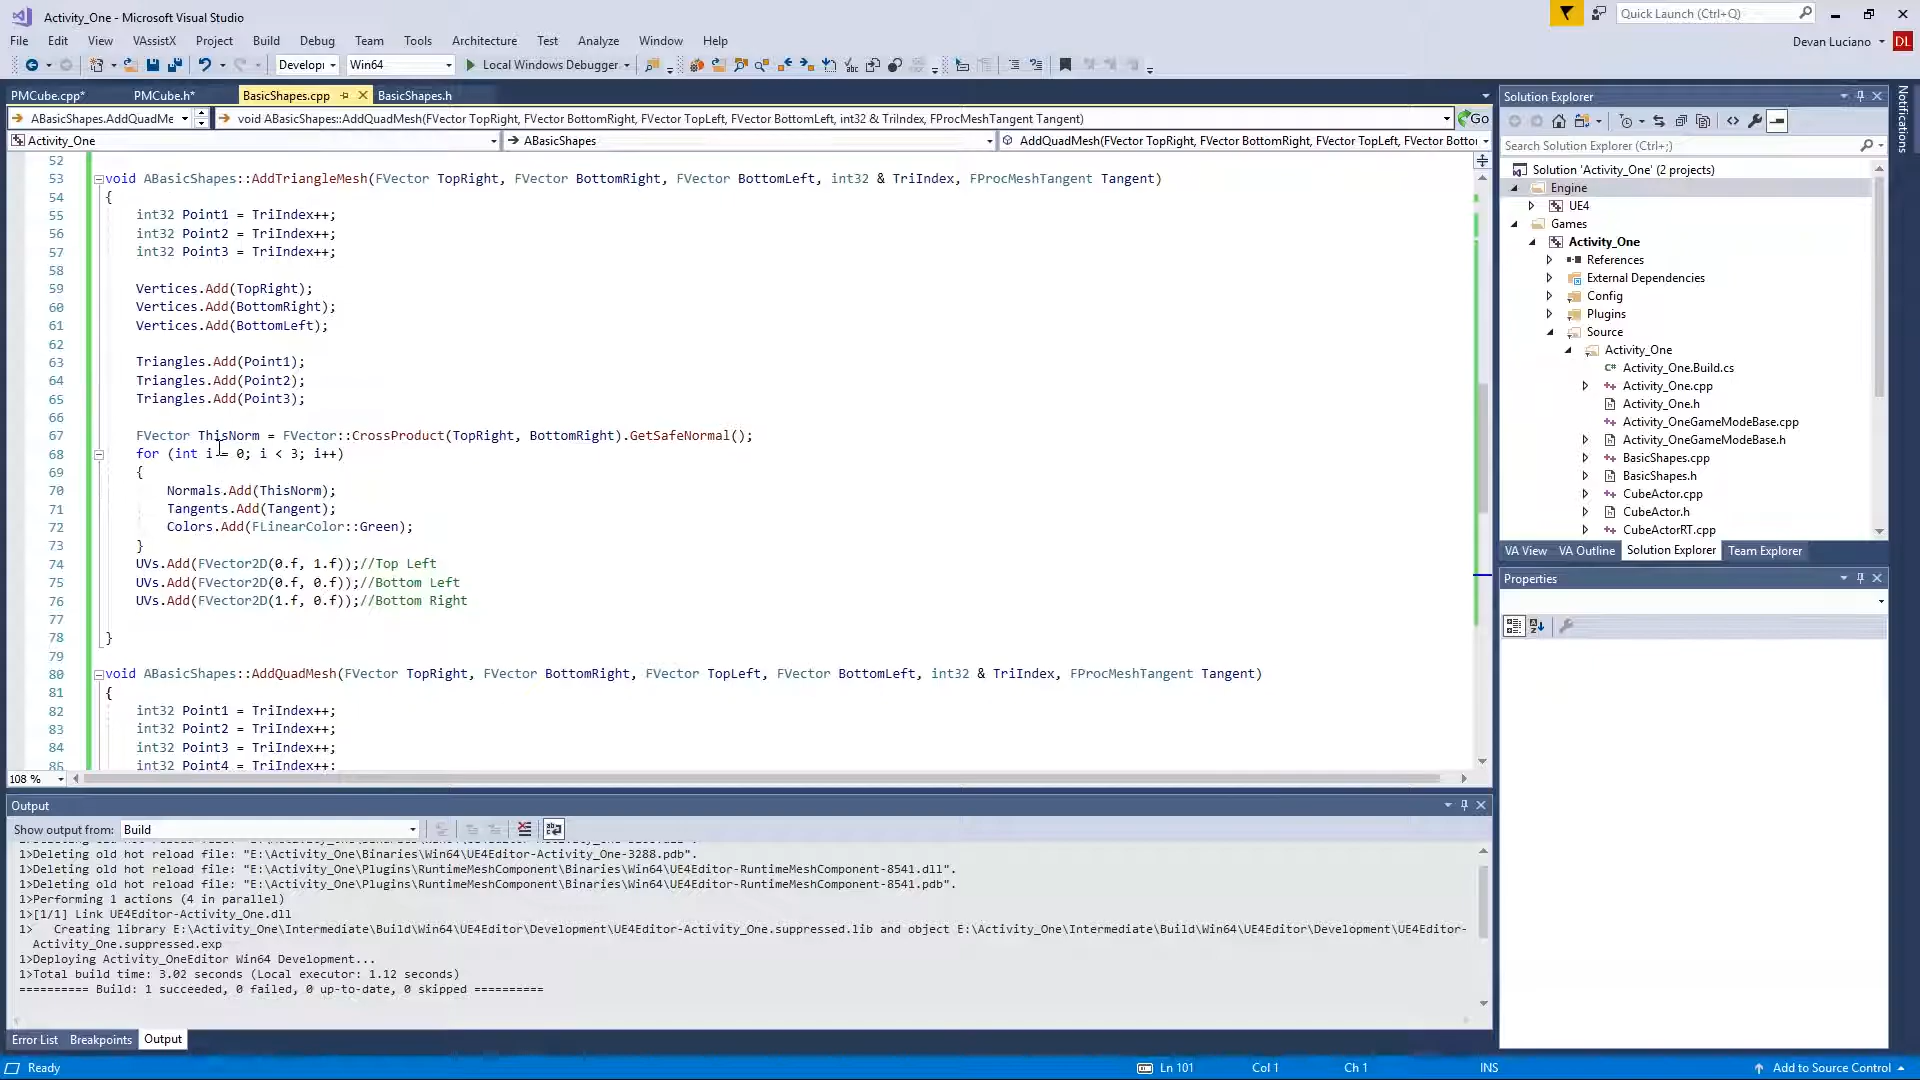 Activity_One - Microsoft Visual Studio
Quick Launch (Ctrl+Q)
File Edit View VAssistX Project Build Debug Team Tools Architecture Test Analyze Window Help
Devan Luciano DL
Develop Win64 Local Windows Debugger
PMCube.cpp* PMCube.h* BasicShapes.cpp BasicShapes.h
ABasicShapes.AddQuadMe void ABasicShapes::AddQuadMesh(FVector TopRight, FVector BottomRight, FVector TopLeft, FVector BottomLeft, int32 & TriIndex, FProcMeshTangent Tangent) Go
Activity_One ABasicShapes AddQuadMesh(FVector TopRight, FVector BottomRight, FVector TopLeft, FVector Botton
52
53 void ABasicShapes::AddTriangleMesh(FVector TopRight, FVector BottomRight, FVector BottomLeft, int32 & TriIndex, FProcMeshTangent Tangent)
54 {
55 int32 Point1 = TriIndex++;
56 int32 Point2 = TriIndex++;
57 int32 Point3 = TriIndex++;
58
59 Vertices.Add(TopRight);
60 Vertices.Add(BottomRight);
61 Vertices.Add(BottomLeft);
62
63 Triangles.Add(Point1);
64 Triangles.Add(Point2);
65 Triangles.Add(Point3);
66
67 FVector ThisNorm = FVector::CrossProduct(TopRight, BottomRight).GetSafeNormal();
68 for (int i = 0; i < 3; i++)
69 {
70 Normals.Add(ThisNorm);
71 Tangents.Add(Tangent);
72 Colors.Add(FLinearColor::Green);
73 }
74 UVs.Add(FVector2D(0.f, 1.f));//Top Left
75 UVs.Add(FVector2D(0.f, 0.f));//Bottom Left
76 UVs.Add(FVector2D(1.f, 0.f));//Bottom Right
77
78 }
79
80 void ABasicShapes::AddQuadMesh(FVector TopRight, FVector BottomRight, FVector TopLeft, FVector BottomLeft, int32 & TriIndex, FProcMeshTangent Tangent)
81 {
82 int32 Point1 = TriIndex++;
83 int32 Point2 = TriIndex++;
84 int32 Point3 = TriIndex++;
85 int32 Point4 = TriIndex++;
108 %
Output
Show output from: Build
1>Deleting old hot reload file: "E:\Activity_One\Binaries\Win64\UE4Editor-Activity_One-3288.pdb".
1>Deleting old hot reload file: "E:\Activity_One\Plugins\RuntimeMeshComponent\Binaries\Win64\UE4Editor-RuntimeMeshComponent-8541.dll".
1>Deleting old hot reload file: "E:\Activity_One\Plugins\RuntimeMeshComponent\Binaries\Win64\UE4Editor-RuntimeMeshComponent-8541.pdb".
1>Performing 1 actions (4 in parallel)
1>[1/1] Link UE4Editor-Activity_One.dll
1> Creating library E:\Activity_One\Intermediate\Build\Win64\UE4Editor\Development\UE4Editor-Activity_One.suppressed.lib and object E:\Activity_One\Intermediate\Build\Win64\UE4Editor\Development\UE4Editor-
Activity_One.suppressed.exp
1>Deploying Activity_OneEditor Win64 Development...
1>Total build time: 3.02 seconds (Local executor: 1.12 seconds)
========== Build: 1 succeeded, 0 failed, 0 up-to-date, 0 skipped ==========
Error List Breakpoints Output
Solution Explorer
Search Solution Explorer (Ctrl+;)
Solution 'Activity_One' (2 projects)
Engine
UE4
Games
Activity_One
References
External Dependencies
Config
Plugins
Source
Activity_One
C# Activity_One.Build.cs
Activity_One.cpp
Activity_One.h
Activity_OneGameModeBase.cpp
Activity_OneGameModeBase.h
BasicShapes.cpp
BasicShapes.h
CubeActor.cpp
CubeActor.h
CubeActorRT.cpp
VA View VA Outline Solution Explorer Team Explorer
Properties
Notifications
Ready Ln 101 Col 1 Ch 1 INS Add to Source Control